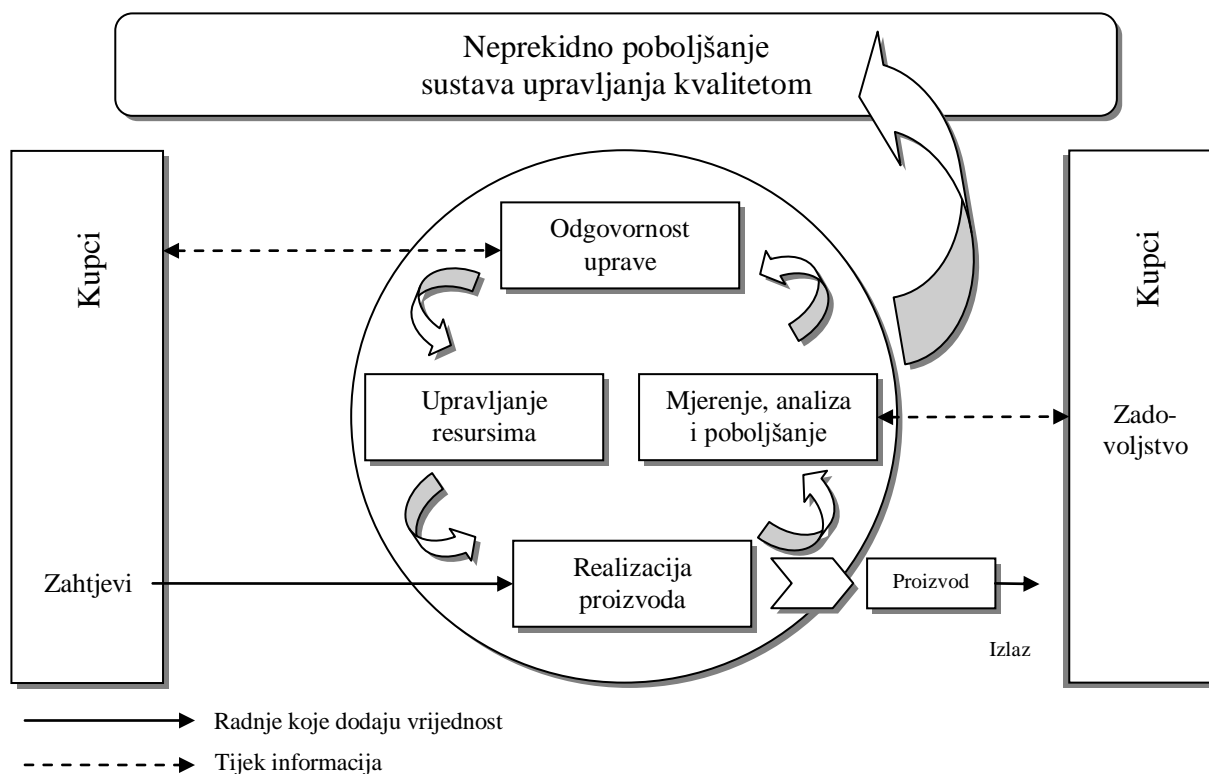 Neprekidno poboljšanje
sustava upravljanja kvalitetom
Kupci
Zahtjevi
Odgovornost
uprave
Upravljanje
resursima
Mjerenje, analiza
i poboljšanje
Realizacija
proizvoda
Proizvod
Izlaz
Kupci
Zado-
voljstvo
Radnje koje dodaju vrijednost
Tijek informacija